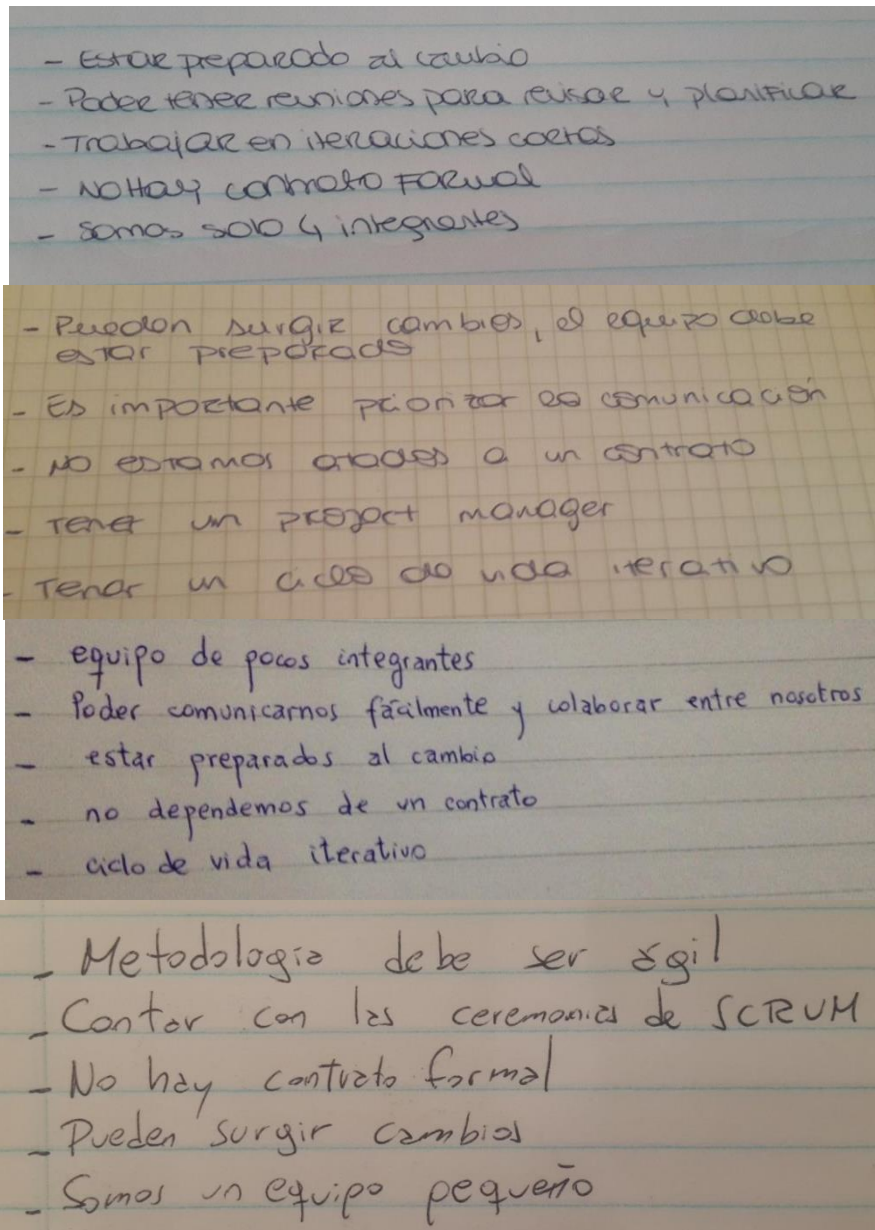 - Estar preparado al cambio
- Poder tener reuniones para revisar y planificar
- Trabajar en iteraciones cortas
- No Hay contrato Formal
- Somos solo 4 integrantes
- Pueden surgir cambios, el equipo debe
estar preparado
- Es importante priorizar la comunicación
- No estamos atados a un contrato
- Tener un project manager
- Tener un ciclo de vida iterativo
- equipo de pocos integrantes
- Poder comunicarnos fácilmente y colaborar entre nosotros
- estar preparados al cambio
- no dependemos de un contrato
- ciclo de vida iterativo
- Metodología debe ser ágil
- Contar con las ceremonias de SCRUM
- No hay contrato formal
- Pueden surgir cambios
- Somos un equipo pequeño